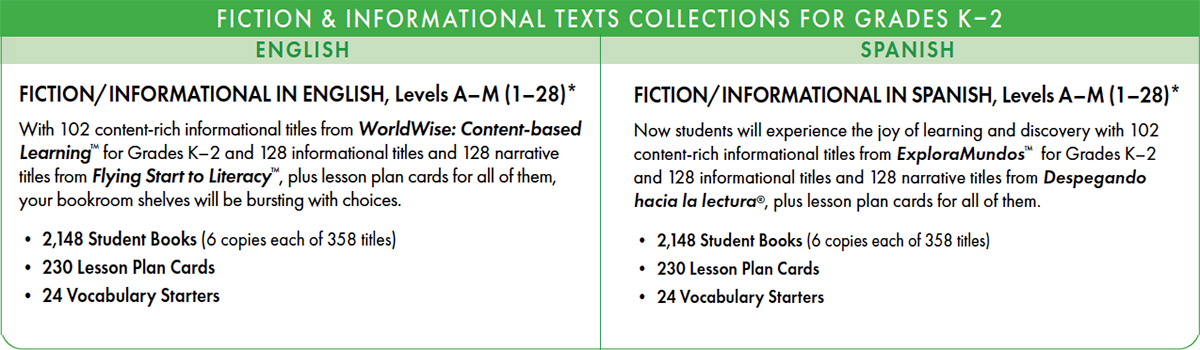 FICTION & INFORMATIONAL TEXTS COLLECTIONS FOR GRADES K–2
ENGLISH
FICTION/INFORMATIONAL IN ENGLISH, Levels A–M (1–28)*
With 102 content-rich informational titles from WorldWise: Content-based
Learning™ for Grades K–2 and 128 informational titles and 128 narrative
titles from Flying Start to Literacy™, plus lesson plan cards for all of them,
your bookroom shelves will be bursting with choices.
• 2,148 Student Books (6 copies each of 358 titles)
• 230 Lesson Plan Cards
• 24 Vocabulary Starters
SPANISH
FICTION/INFORMATIONAL IN SPANISH, Levels A–M (1–28)*
Now students will experience the joy of learning and discovery with 102
content-rich informational titles from ExploraMundos™ for Grades K–2
and 128 informational titles and 128 narrative titles from Despegando
hacia la lectura®, plus lesson plan cards for all of them.
• 2,148 Student Books (6 copies each of 358 titles)
• 230 Lesson Plan Cards
• 24 Vocabulary Starters